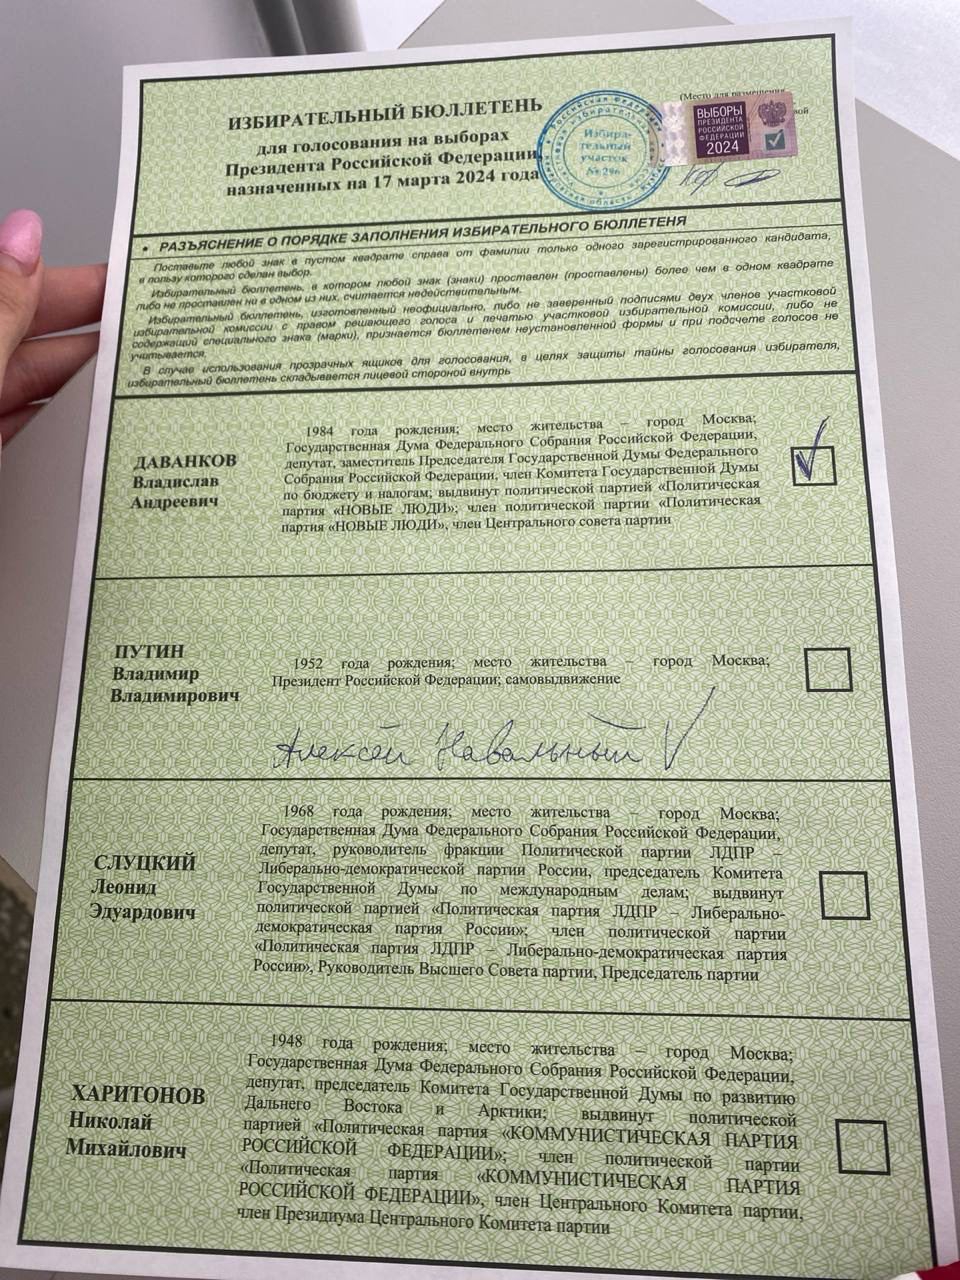 ИЗБИРАТЕЛЬНЫЙ БЮЛЛЕТЕНЬ
для голосования на выборах
Президента Российской Федерации,
назначенных на 17 марта 2024 года
(Место для размещения
Избира-
тельный
участок
№ 296
ВЫБОРЫ
ПРЕЗИДЕНТА
РОССИЙСКОЙ
ФЕДЕРАЦИИ
2024
• РАЗЪЯСНЕНИЕ О ПОРЯДКЕ ЗАПОЛНЕНИЯ ИЗБИРАТЕЛЬНОГО БЮЛЛЕТЕНЯ
Поставьте любой знак в пустом квадрате справа от фамилии только одного зарегистрированного кандидата,
в пользу которого сделан выбор.
Избирательный бюллетень, в котором любой знак (знаки) проставлен (проставлены) более чем в одном квадрате
либо не проставлен ни в одном из них, считается недействительным.
Избирательный бюллетень, изготовленный неофициально, либо не заверенный подписями двух членов участковой
избирательной комиссии с правом решающего голоса и печатью участковой избирательной комиссии, либо не
содержащий специального знака (марки), признается бюллетенем неустановленной формы и при подсчете голосов не
учитывается.
В случае использования прозрачных ящиков для голосования, в целях защиты тайны голосования избирателя,
избирательный бюллетень складывается лицевой стороной внутрь
ДАВАНКОВ
Владислав
Андреевич
1984 года рождения; место жительства – город Москва;
Государственная Дума Федерального Собрания Российской Федерации,
депутат, заместитель Председателя Государственной Думы Федерального
Собрания Российской Федерации, член Комитета Государственной Думы
по бюджету и налогам; выдвинут политической партией «Политическая
партия «НОВЫЕ ЛЮДИ»; член политической партии «Политическая
партия «НОВЫЕ ЛЮДИ», член Центрального совета партии
ПУТИН
Владимир
Владимирович
1952 года рождения; место жительства – город Москва;
Президент Российской Федерации; самовыдвижение
Алексей Навальный V
СЛУЦКИЙ
Леонид
Эдуардович
1968 года рождения; место жительства – город Москва;
Государственная Дума Федерального Собрания Российской Федерации,
депутат, руководитель фракции Политической партии ЛДПР –
Либерально-демократической партии России, председатель Комитета
Государственной Думы по международным делам; выдвинут
политической партией «Политическая партия ЛДПР – Либерально-
демократическая партия России»; член политической партии
«Политическая партия ЛДПР – Либерально-демократическая партия
России», Руководитель Высшего Совета партии, Председатель партии
ХАРИТОНОВ
Николай
Михайлович
1948 года рождения; место жительства – город Москва;
Государственная Дума Федерального Собрания Российской Федерации,
депутат, председатель Комитета Государственной Думы по развитию
Дальнего Востока и Арктики; выдвинут политической
партией «Политическая партия «КОММУНИСТИЧЕСКАЯ ПАРТИЯ
РОССИЙСКОЙ ФЕДЕРАЦИИ»; член политической партии
«Политическая партия «КОММУНИСТИЧЕСКАЯ ПАРТИЯ
РОССИЙСКОЙ ФЕДЕРАЦИИ», член Центрального Комитета партии,
член Президиума Центрального Комитета партии